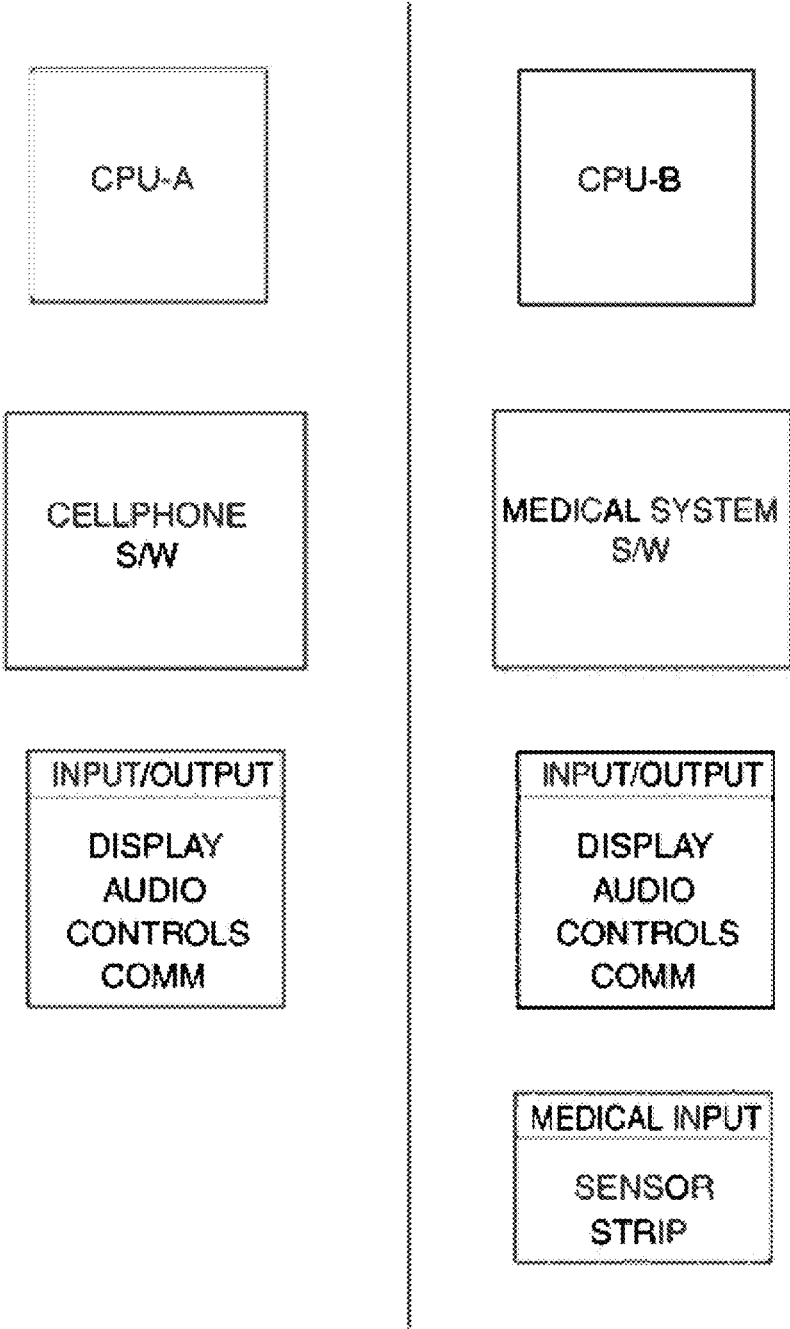 CPU-A
CELLPHONE
S/W
INPUT/OUTPUT
DISPLAY
AUDIO
CONTROLS
COMM
CPU-B
MEDICAL SYSTEM
S/W
INPUT/OUTPUT
DISPLAY
AUDIO
CONTROLS
COMM
MEDICAL INPUT
SENSOR
STRIP